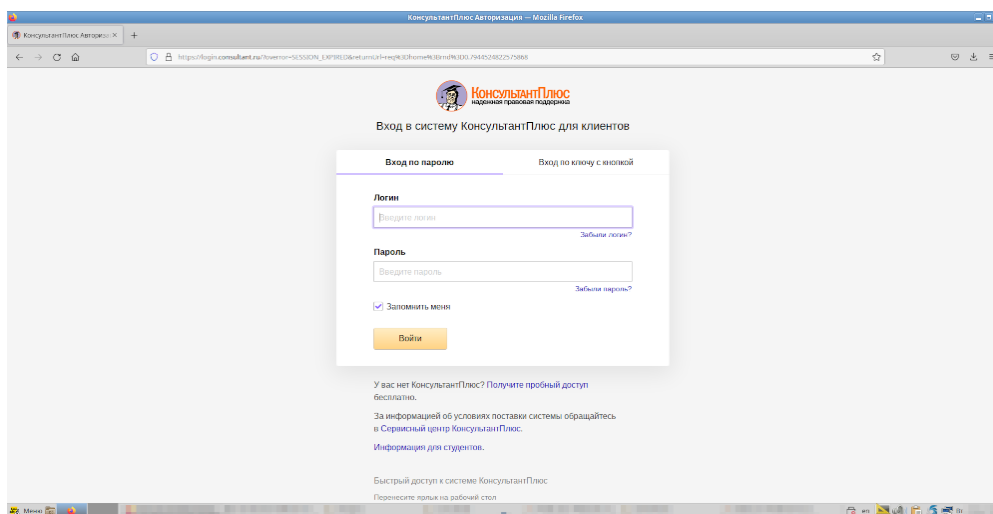 КонсультантПлюс Авторизация — Mozilla Firefox
КонсультантПлюс Авторизац
https://login.consultant.ru/?overror=SESSION_EXPIRED&returnUrl=req%3Dhome%3Brnd%3D0.7944524822575868
КонсультантПлюс
надежная правовая поддержка
Вход в систему КонсультантПлюс для клиентов
Вход по паролю
Вход по ключу с кнопкой
Логин
Введите логин
Забыли логин?
Пароль
Введите пароль
Забыли пароль?
Запомнить меня
Войти
У вас нет КонсультантПлюс? Получите пробный доступ
бесплатно.
За информацией об условиях поставки системы обращайтесь
в Сервисный центр КонсультантПлюс.
Информация для студентов.
Быстрый доступ к системе КонсультантПлюс
Перенесите ярлык на рабочий стол
Меню
en